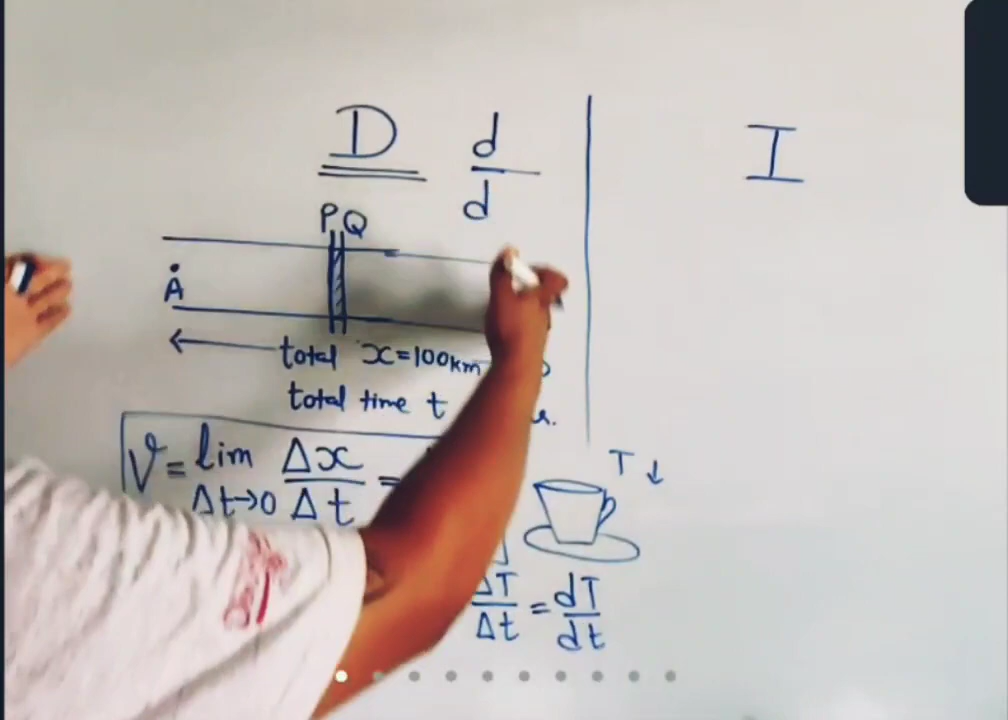 D
d
d
I
P Q
A
total x=100km
total time t
V= lim Δx
Δt→0 Δt =
T ↓
ΔT = dT
Δt dt